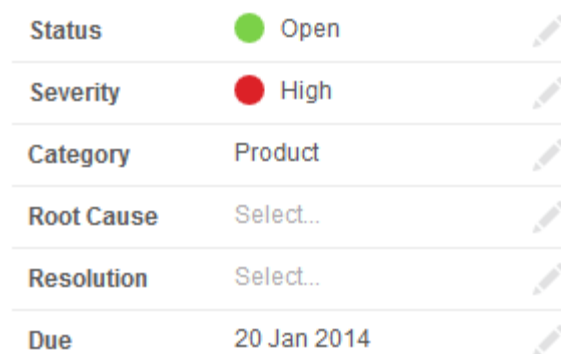 Status Open
Severity High
Category Product
Root Cause Select...
Resolution Select...
Due 20 Jan 2014